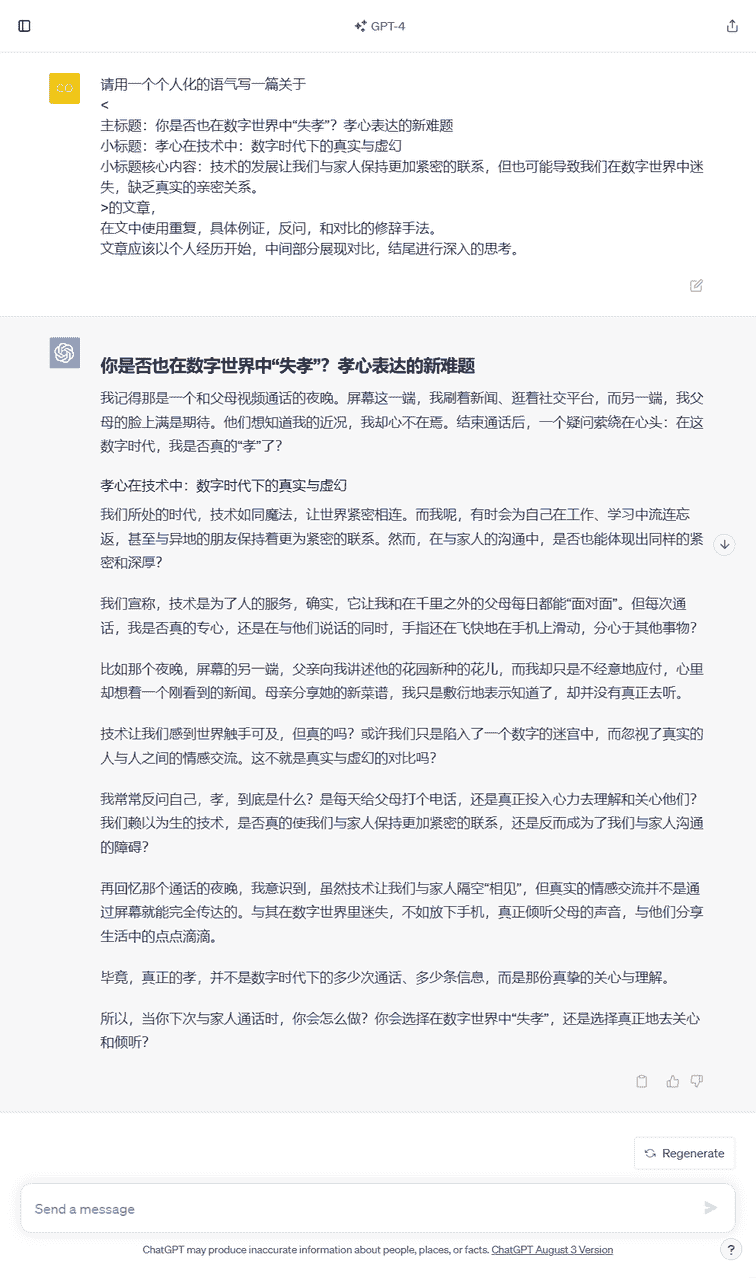 GPT-4
请用一个个人化的语气写一篇关于
<
主标题：你是否也在数字世界中“失孝”？孝心表达的新难题
小标题：孝心在技术中：数字时代下的真实与虚幻
小标题核心内容：技术的发展让我们与家人保持更加紧密的联系，但也可能导致我们在数字世界中迷
失，缺乏真实的亲密关系。
>的文章，
在文中使用重复，具体例证，反问，和对比的修辞手法。
文章应该以个人经历开始，中间部分展现对比，结尾进行深入的思考。
你是否也在数字世界中“失孝”？孝心表达的新难题
我记得那是一个和父母视频通话的夜晚。屏幕这一端，我刷着新闻、逛着社交平台，而另一端，我父
母的脸上满是期待。他们想知道我的近况，我却心不在焉。结束通话后，一个疑问萦绕在心头：在这
数字时代，我是否真的“孝”了？
孝心在技术中：数字时代下的真实与虚幻
我们所处的时代，技术如同魔法，让世界紧密相连。而我呢，有时会为自己在工作、学习中流连忘
返，甚至与异地的朋友保持着更为紧密的联系。然而，在与家人的沟通中，是否也能体现出同样的紧
密和深厚？
我们宣称，技术是为了人的服务，确实，它让我和在千里之外的父母每日都能“面对面”。但每次通
话，我是否真的专心，还是在与他们说话的同时，手指还在飞快地在手机上滑动，分心于其他事物？
比如那个夜晚，屏幕的另一端，父亲向我讲述他的花园新种的花儿，而我却只是不经意地应付，心里
却想着一个刚看到的新闻。母亲分享她的新菜谱，我只是敷衍地表示知道了，却并没有真正去听。
技术让我们感到世界触手可及，但真的吗？或许我们只是陷入了一个数字的迷宫中，而忽视了真实的
人与人之间的情感交流。这不就是真实与虚幻的对比吗？
我常常反问自己，孝，到底是什么？是每天给父母打个电话，还是真正投入心力去理解和关心他们？
我们赖以为生的技术，是否真的使我们与家人保持更加紧密的联系，还是反而成为了我们与家人沟通
的障碍？
再回忆那个通话的夜晚，我意识到，虽然技术让我们与家人隔空“相见”，但真实的情感交流并不是通
过屏幕就能完全传达的。与其在数字世界里迷失，不如放下手机，真正倾听父母的声音，与他们分享
生活中的点点滴滴。
毕竟，真正的孝，并不是数字时代下的多少次通话、多少条信息，而是那份真挚的关心与理解。
所以，当你下次与家人通话时，你会怎么做？你会选择在数字世界中“失孝”，还是选择真正地去关心
和倾听？
Regenerate
Send a message
ChatGPT may produce inaccurate information about people, places, or facts. ChatGPT August 3 Version
?